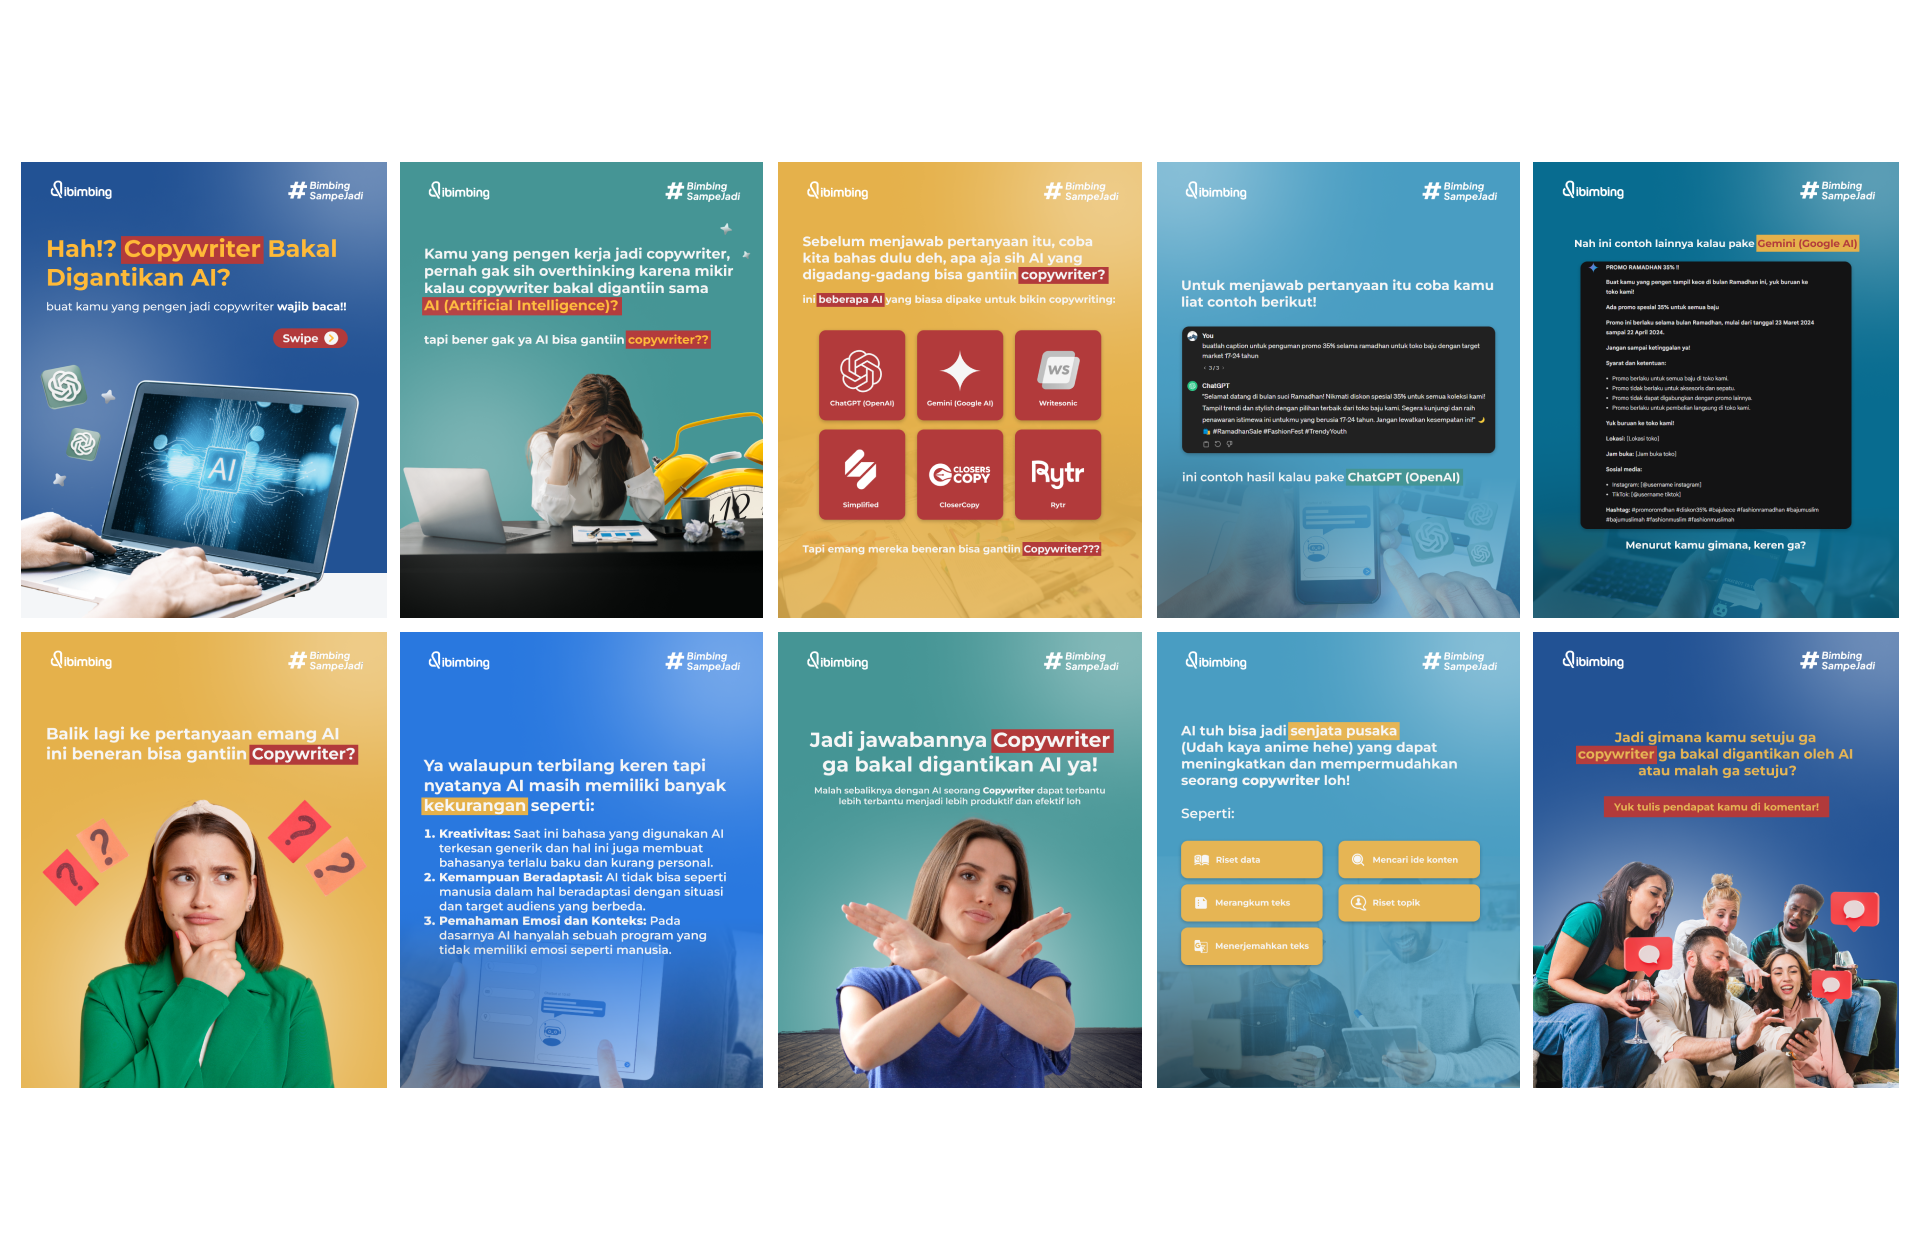 ibimbing
# Bimbing
SampeJadi
Hah!? Copywriter Bakal
Digantikan AI?
buat kamu yang pengen jadi copywriter wajib baca!!
Swipe
AI
ibimbing
# Bimbing
SampeJadi
Kamu yang pengen kerja jadi copywriter,
pernah gak sih overthinking karena mikir
kalau copywriter bakal digantiin sama
AI (Artificial Intelligence)?
tapi bener gak ya AI bisa gantiin copywriter??
12
ibimbing
# Bimbing
SampeJadi
Sebelum menjawab pertanyaan itu, coba
kita bahas dulu deh, apa aja sih AI yang
digadang-gadang bisa gantiin copywriter?
ini beberapa AI yang biasa dipake untuk bikin copywriting:
ChatGPT (OpenAI)
Gemini (Google AI)
WS
Writesonic
Simplified
CLOSERS
COPY
CloserCopy
Rytr
Rytr
Tapi emang mereka beneran bisa gantiin Copywriter???
ibimbing
# Bimbing
SampeJadi
Untuk menjawab pertanyaan itu coba kamu
liat contoh berikut!
You
buatlah caption untuk penguman promo 35% selama ramadhan untuk toko baju dengan target
market 17-24 tahun
‹ 3 / 3 ›
ChatGPT
"Selamat datang di bulan suci Ramadhan! Nikmati diskon spesial 35% untuk semua koleksi kami!
Tampil trendi dan stylish dengan pilihan terbaik dari toko baju kami. Segera kunjungi dan raih
penawaran istimewa ini untukmu yang berusia 17-24 tahun. Jangan lewatkan kesempatan ini!" 🌙
🛍️ #RamadhanSale #FashionFest #TrendyYouth
ini contoh hasil kalau pake ChatGPT (OpenAI)
ibimbing
# Bimbing
SampeJadi
Nah ini contoh lainnya kalau pake Gemini (Google AI)
PROMO RAMADHAN 35% !!
Buat kamu yang pengen tampil kece di bulan Ramadhan ini, yuk buruan ke
toko kami!
Ada promo spesial 35% untuk semua baju
Promo ini berlaku selama bulan Ramadhan, mulai dari tanggal 23 Maret 2024
sampai 22 April 2024.
Jangan sampai ketinggalan ya!
Syarat dan ketentuan:
• Promo berlaku untuk semua baju di toko kami.
• Promo tidak berlaku untuk aksesoris dan sepatu.
• Promo tidak dapat digabungkan dengan promo lainnya.
• Promo berlaku untuk pembelian langsung di toko kami.
Yuk buruan ke toko kami!
Lokasi: [Lokasi toko]
Jam buka: [Jam buka toko]
Sosial media:
• Instagram: [@username instagram]
• TikTok: [@username tiktok]
Hashtag: #promoromdhan #diskon35% #bajukece #fashionramadhan #bajumuslim
#bajumuslimah #fashionmuslim #fashionmuslimah
Menurut kamu gimana, keren ga?
ibimbing
# Bimbing
SampeJadi
Balik lagi ke pertanyaan emang AI
ini beneran bisa gantiin Copywriter?
? ? ? ?
ibimbing
# Bimbing
SampeJadi
Ya walaupun terbilang keren tapi
nyatanya AI masih memiliki banyak
kekurangan seperti:
1. Kreativitas: Saat ini bahasa yang digunakan AI
terkesan generik dan hal ini juga membuat
bahasanya terlalu baku dan kurang personal.
2. Kemampuan Beradaptasi: AI tidak bisa seperti
manusia dalam hal beradaptasi dengan situasi
dan target audiens yang berbeda.
3. Pemahaman Emosi dan Konteks: Pada
dasarnya AI hanyalah sebuah program yang
tidak memiliki emosi seperti manusia.
ibimbing
# Bimbing
SampeJadi
Jadi jawabannya Copywriter
ga bakal digantikan AI ya!
Malah sebaliknya dengan AI seorang Copywriter dapat terbantu
lebih terbantu menjadi lebih produktif dan efektif loh
ibimbing
# Bimbing
SampeJadi
AI tuh bisa jadi senjata pusaka
(Udah kaya anime hehe) yang dapat
meningkatkan dan mempermudahkan
seorang copywriter loh!
Seperti:
Riset data
Mencari ide konten
Merangkum teks
Riset topik
Menerjemahkan teks
ibimbing
# Bimbing
SampeJadi
Jadi gimana kamu setuju ga
copywriter ga bakal digantikan oleh AI
atau malah ga setuju?
Yuk tulis pendapat kamu di komentar!